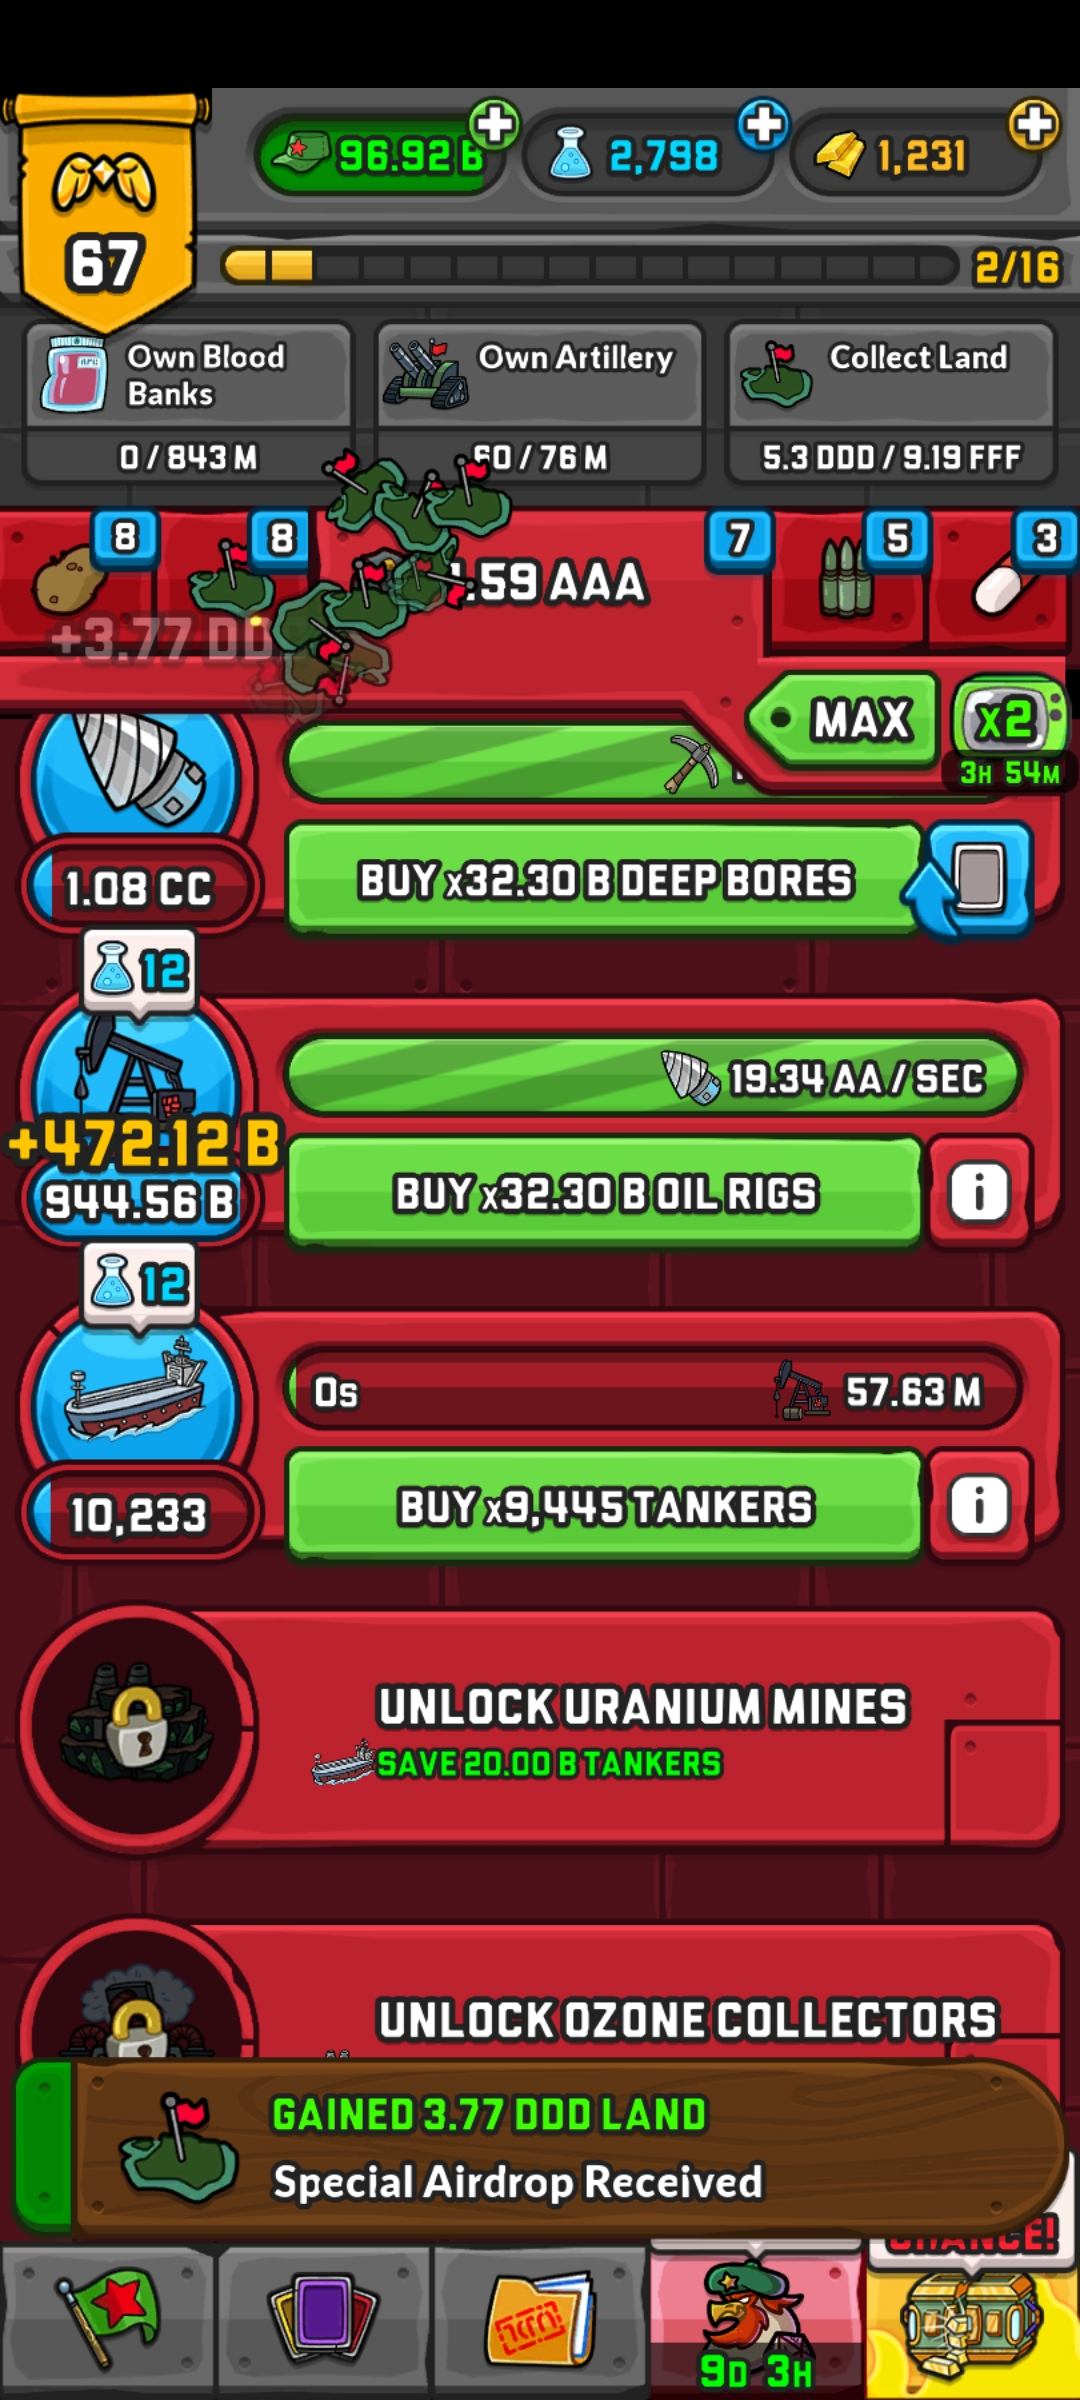 96.92 B
2,798
1,231
67
2/16
Own Blood
Banks
Own Artillery
Collect Land
0 / 843 M
60 / 76 M
5.3 DDD / 9.19 FFF
8
8
7
5
3
.59 AAA
+3.77 DD
MAX
x2
3H 54M
1.08 CC
BUY x32.30 B DEEP BORES
12
19.34 AA / SEC
+472.12 B
944.56 B
BUY x32.30 B OIL RIGS
i
12
0s
57.63 M
10,233
BUY x9,445 TANKERS
i
UNLOCK URANIUM MINES
SAVE 20.00 B TANKERS
UNLOCK OZONE COLLECTORS
GAINED 3.77 DDD LAND
Special Airdrop Received
CHANCE!
9D 3H